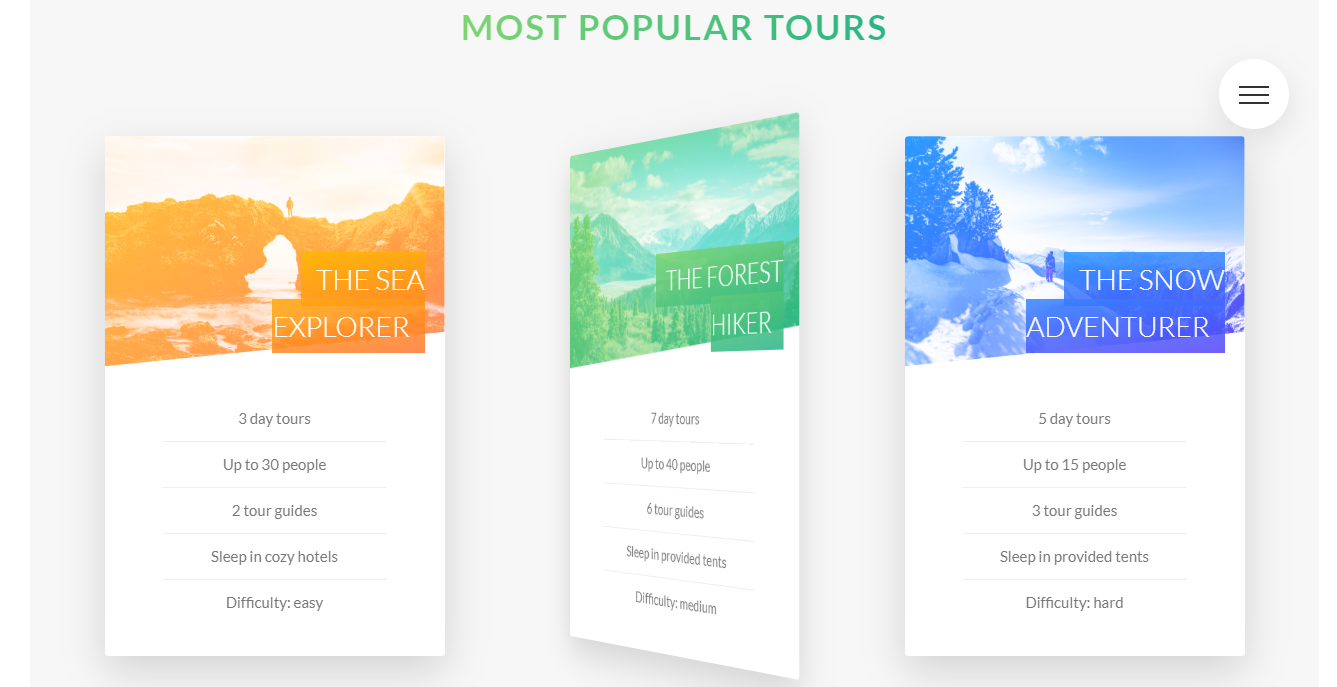 MOST POPULAR TOURS
THE SEA
EXPLORER
3 day tours
Up to 30 people
2 tour guides
Sleep in cozy hotels
Difficulty: easy
THE FOREST
HIKER
7 day tours
Up to 40 people
6 tour guides
Sleep in provided tents
Difficulty: medium
THE SNOW
ADVENTURER
5 day tours
Up to 15 people
3 tour guides
Sleep in provided tents
Difficulty: hard